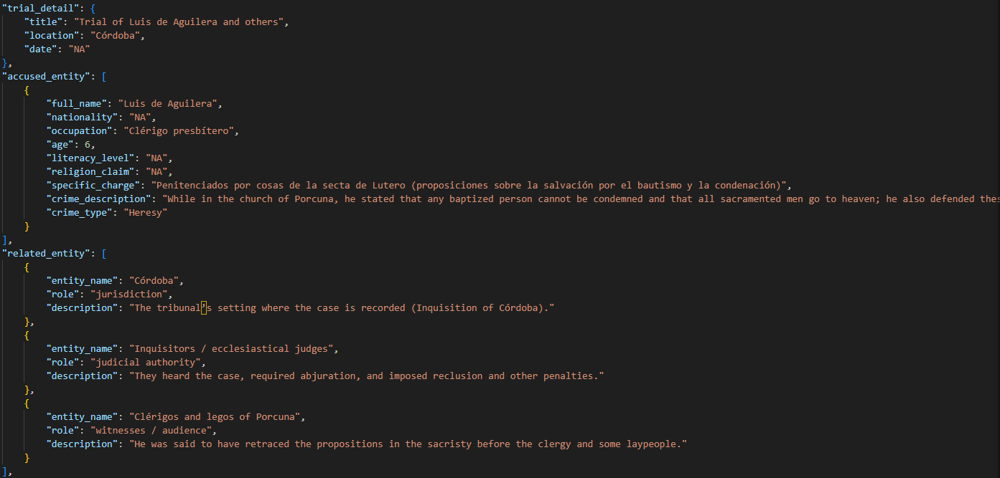 "trial_detail": {
"title": "Trial of Luis de Aguilera and others",
"location": "Córdoba",
"date": "NA"
},
"accused_entity": [
{
"full_name": "Luis de Aguilera",
"nationality": "NA",
"occupation": "Clérigo presbítero",
"age": 6,
"literacy_level": "NA",
"religion_claim": "NA",
"specific_charge": "Penitenciados por cosas de la secta de Lutero (proposiciones sobre la salvación por el bautismo y la condenación)",
"crime_description": "While in the church of Porcuna, he stated that any baptized person cannot be condemned and that all sacramented men go to heaven; he also defended thes
"crime_type": "Heresy"
}
],
"related_entity": [
{
"entity_name": "Córdoba",
"role": "jurisdiction",
"description": "The tribunal’s setting where the case is recorded (Inquisition of Córdoba)."
},
{
"entity_name": "Inquisitors / ecclesiastical judges",
"role": "judicial authority",
"description": "They heard the case, required abjuration, and imposed reclusion and other penalties."
},
{
"entity_name": "Clérigos and legos of Porcuna",
"role": "witnesses / audience",
"description": "He was said to have retraced the propositions in the sacristy before the clergy and some laypeople."
}
],